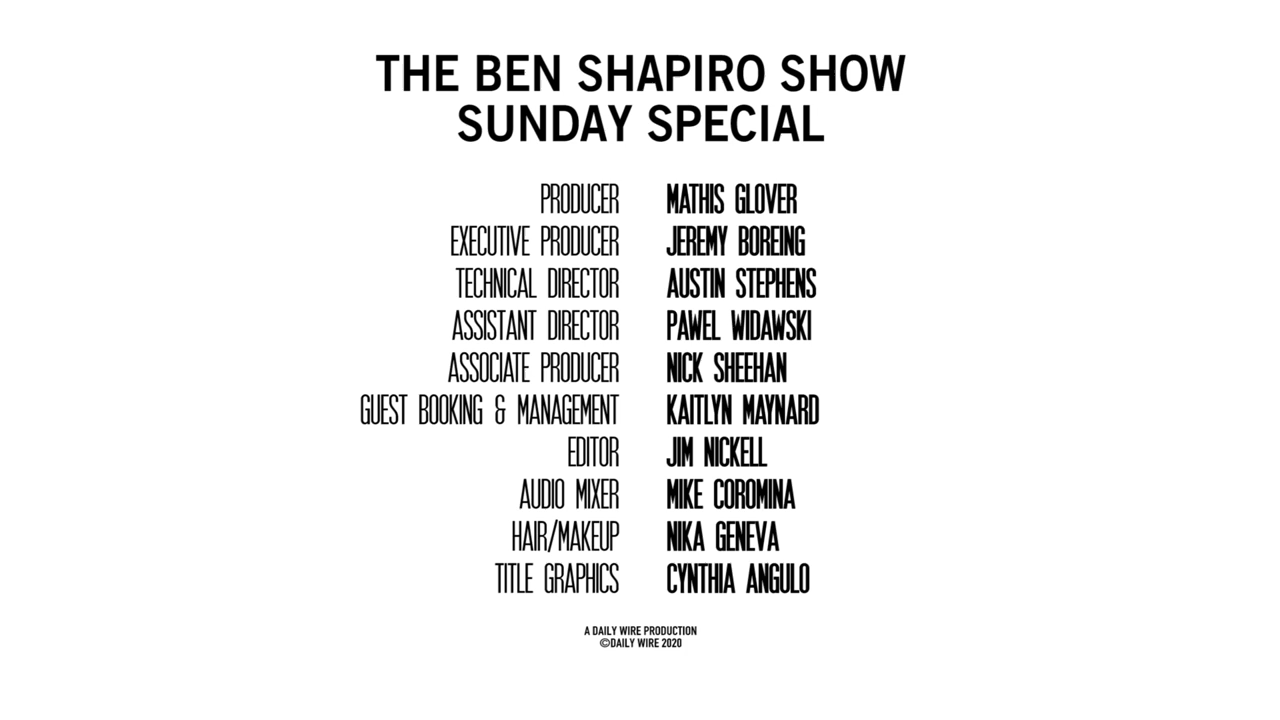 THE BEN SHAPIRO SHOW
SUNDAY SPECIAL
PRODUCER MATHIS GLOVER
EXECUTIVE PRODUCER JEREMY BOREING
TECHNICAL DIRECTOR AUSTIN STEPHENS
ASSISTANT DIRECTOR PAWEL WIDAWSKI
ASSOCIATE PRODUCER NICK SHEEHAN
GUEST BOOKING & MANAGEMENT KAITLYN MAYNARD
EDITOR JIM NICKELL
AUDIO MIXER MIKE COROMINA
HAIR/MAKEUP NIKA GENEVA
TITLE GRAPHICS CYNTHIA ANGULO
A DAILY WIRE PRODUCTION
©DAILY WIRE 2020